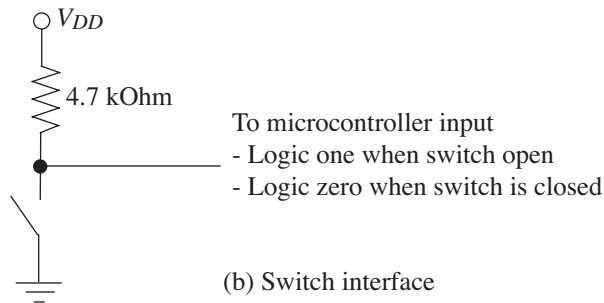 VDD
4.7 kOhm
To microcontroller input
- Logic one when switch open
- Logic zero when switch is closed
(b) Switch interface